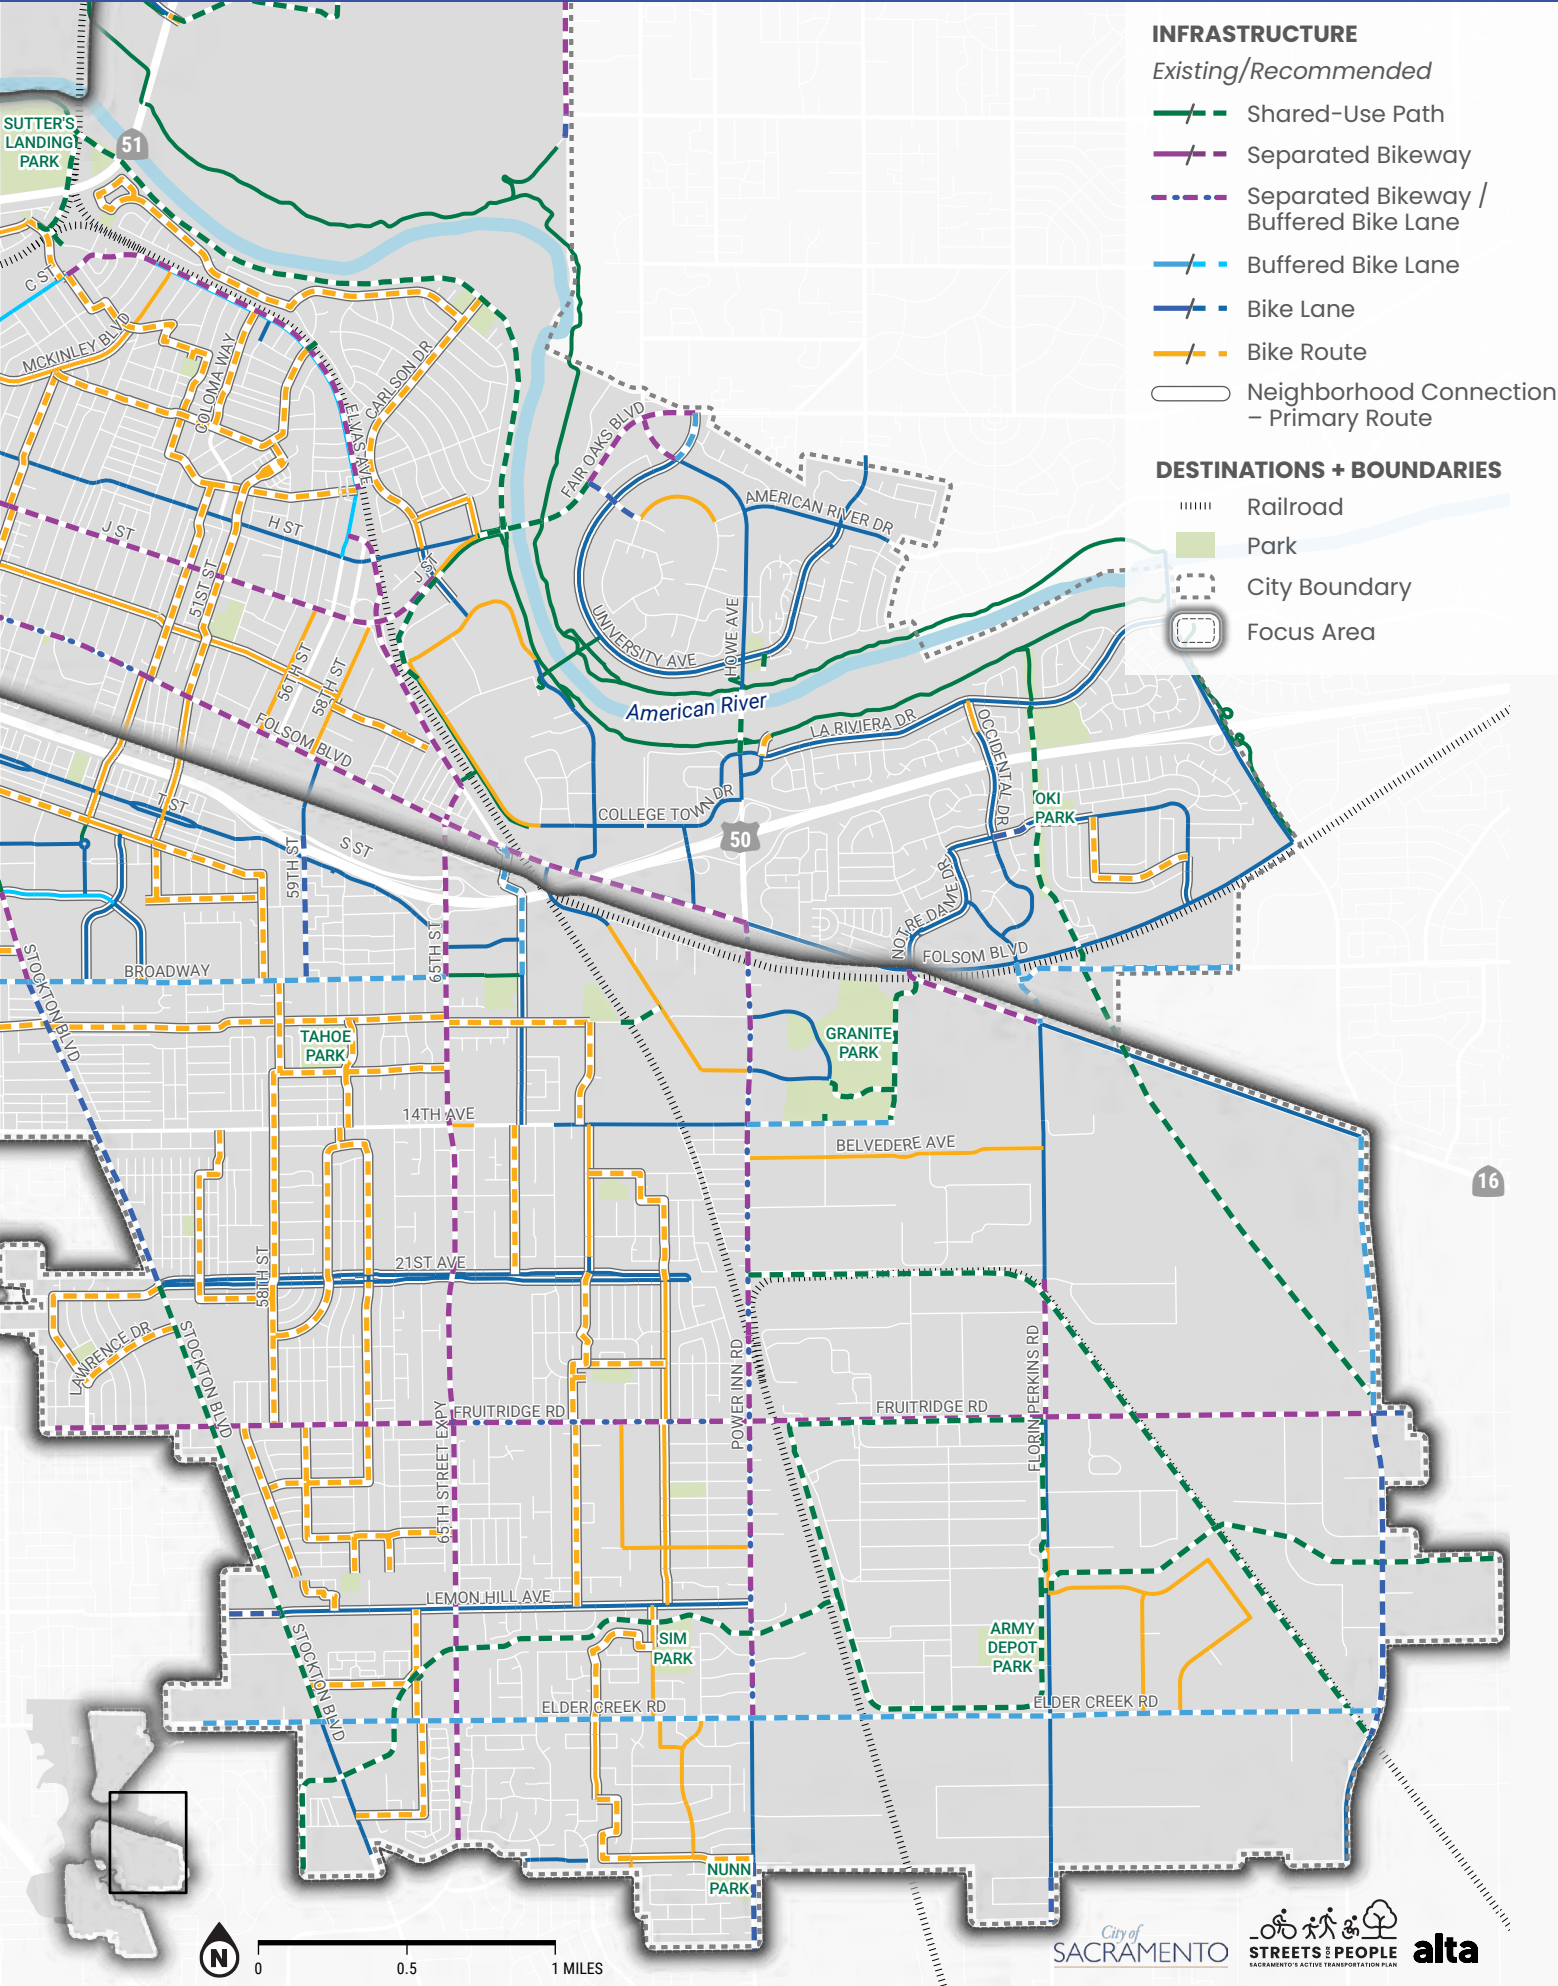 INFRASTRUCTURE
Existing/Recommended
Shared-Use Path
Separated Bikeway
Separated Bikeway /
Buffered Bike Lane
Buffered Bike Lane
Bike Lane
Bike Route
Neighborhood Connection
– Primary Route
DESTINATIONS + BOUNDARIES
Railroad
Park
City Boundary
Focus Area
SUTTER'S
LANDING
PARK
51
C ST
MCKINLEY BLVD
COLOMA WAY
ELVAS AVE
CARLSON DR
FAIR OAKS BLVD
AMERICAN RIVER DR
J ST
H ST
J ST
51ST ST
UNIVERSITY AVE
HOWE AVE
56TH ST
58TH ST
FOLSOM BLVD
American River
LA RIVIERA DR
OCCIDENTAL DR
T ST
S ST
59TH ST
COLLEGE TOWN DR
50
OKI
PARK
NOTRE DAME DR
FOLSOM BLVD
65TH ST
STOCKTON BLVD
BROADWAY
TAHOE
PARK
GRANITE
PARK
14TH AVE
BELVEDERE AVE
16
21ST AVE
58TH ST
LAWRENCE DR
STOCKTON BLVD
POWER INN RD
FLORIN PERKINS RD
FRUITRIDGE RD
FRUITRIDGE RD
65TH STREET EXPY
LEMON HILL AVE
STOCKTON BLVD
SIM
PARK
ARMY
DEPOT
PARK
ELDER CREEK RD
ELDER CREEK RD
NUNN
PARK
N
0
0.5
1 MILES
City of
SACRAMENTO
STREETS FOR PEOPLE
SACRAMENTO'S ACTIVE TRANSPORTATION PLAN
alta